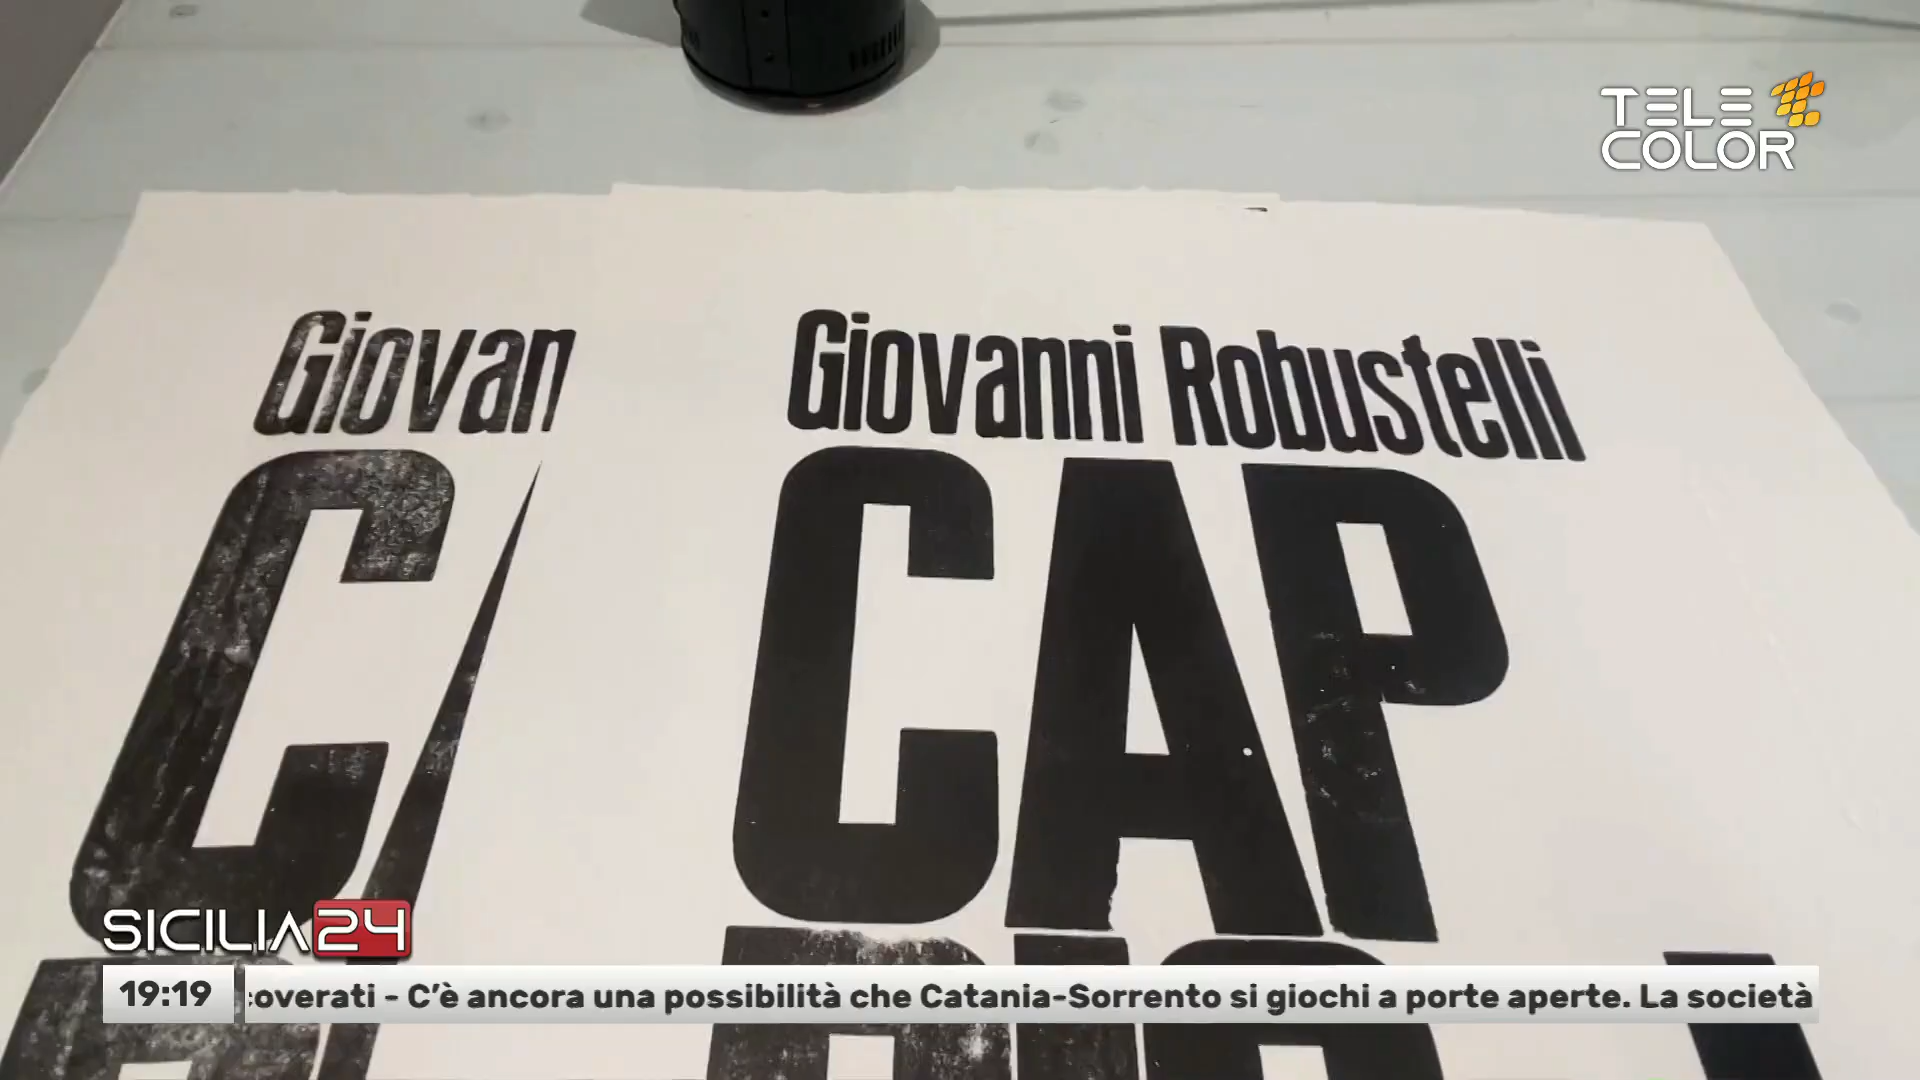 TELE
COLOR
Giovan
Giovanni Robustelli
C
CAP
SICILIA24
19:19
coverati - C'è ancora una possibilità che Catania-Sorrento si giochi a porte aperte. La società